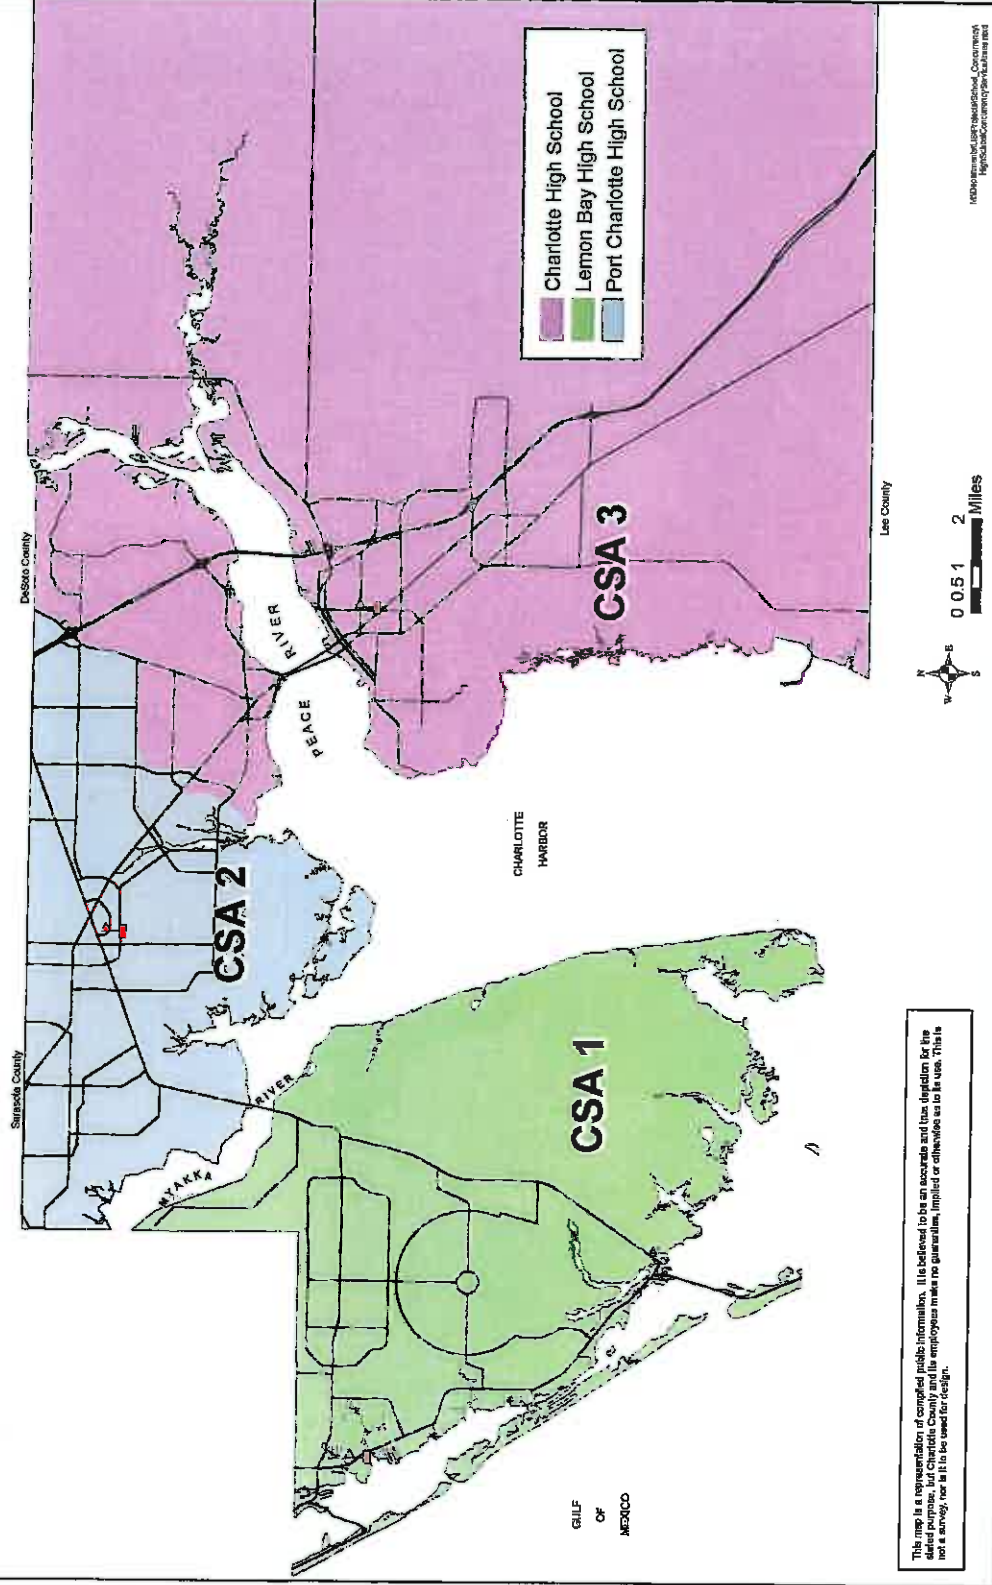 Sarasota County
DeSoto County
MYAKKA
RIVER
CSA 2
PEACE
RIVER
Charlotte High School
Lemon Bay High School
Port Charlotte High School
CSA 1
CHARLOTTE
HARBOR
CSA 3
GULF
OF
MEXICO
Lee County
N
W E
S
0 0.5 1 2
Miles
This map is a representation of compiled public information. It is believed to be an accurate and true depiction for the
stated purpose, but Charlotte County and its employees make no guaranties, implied or otherwise as to its use. This is
not a survey, nor is it to be used for design.